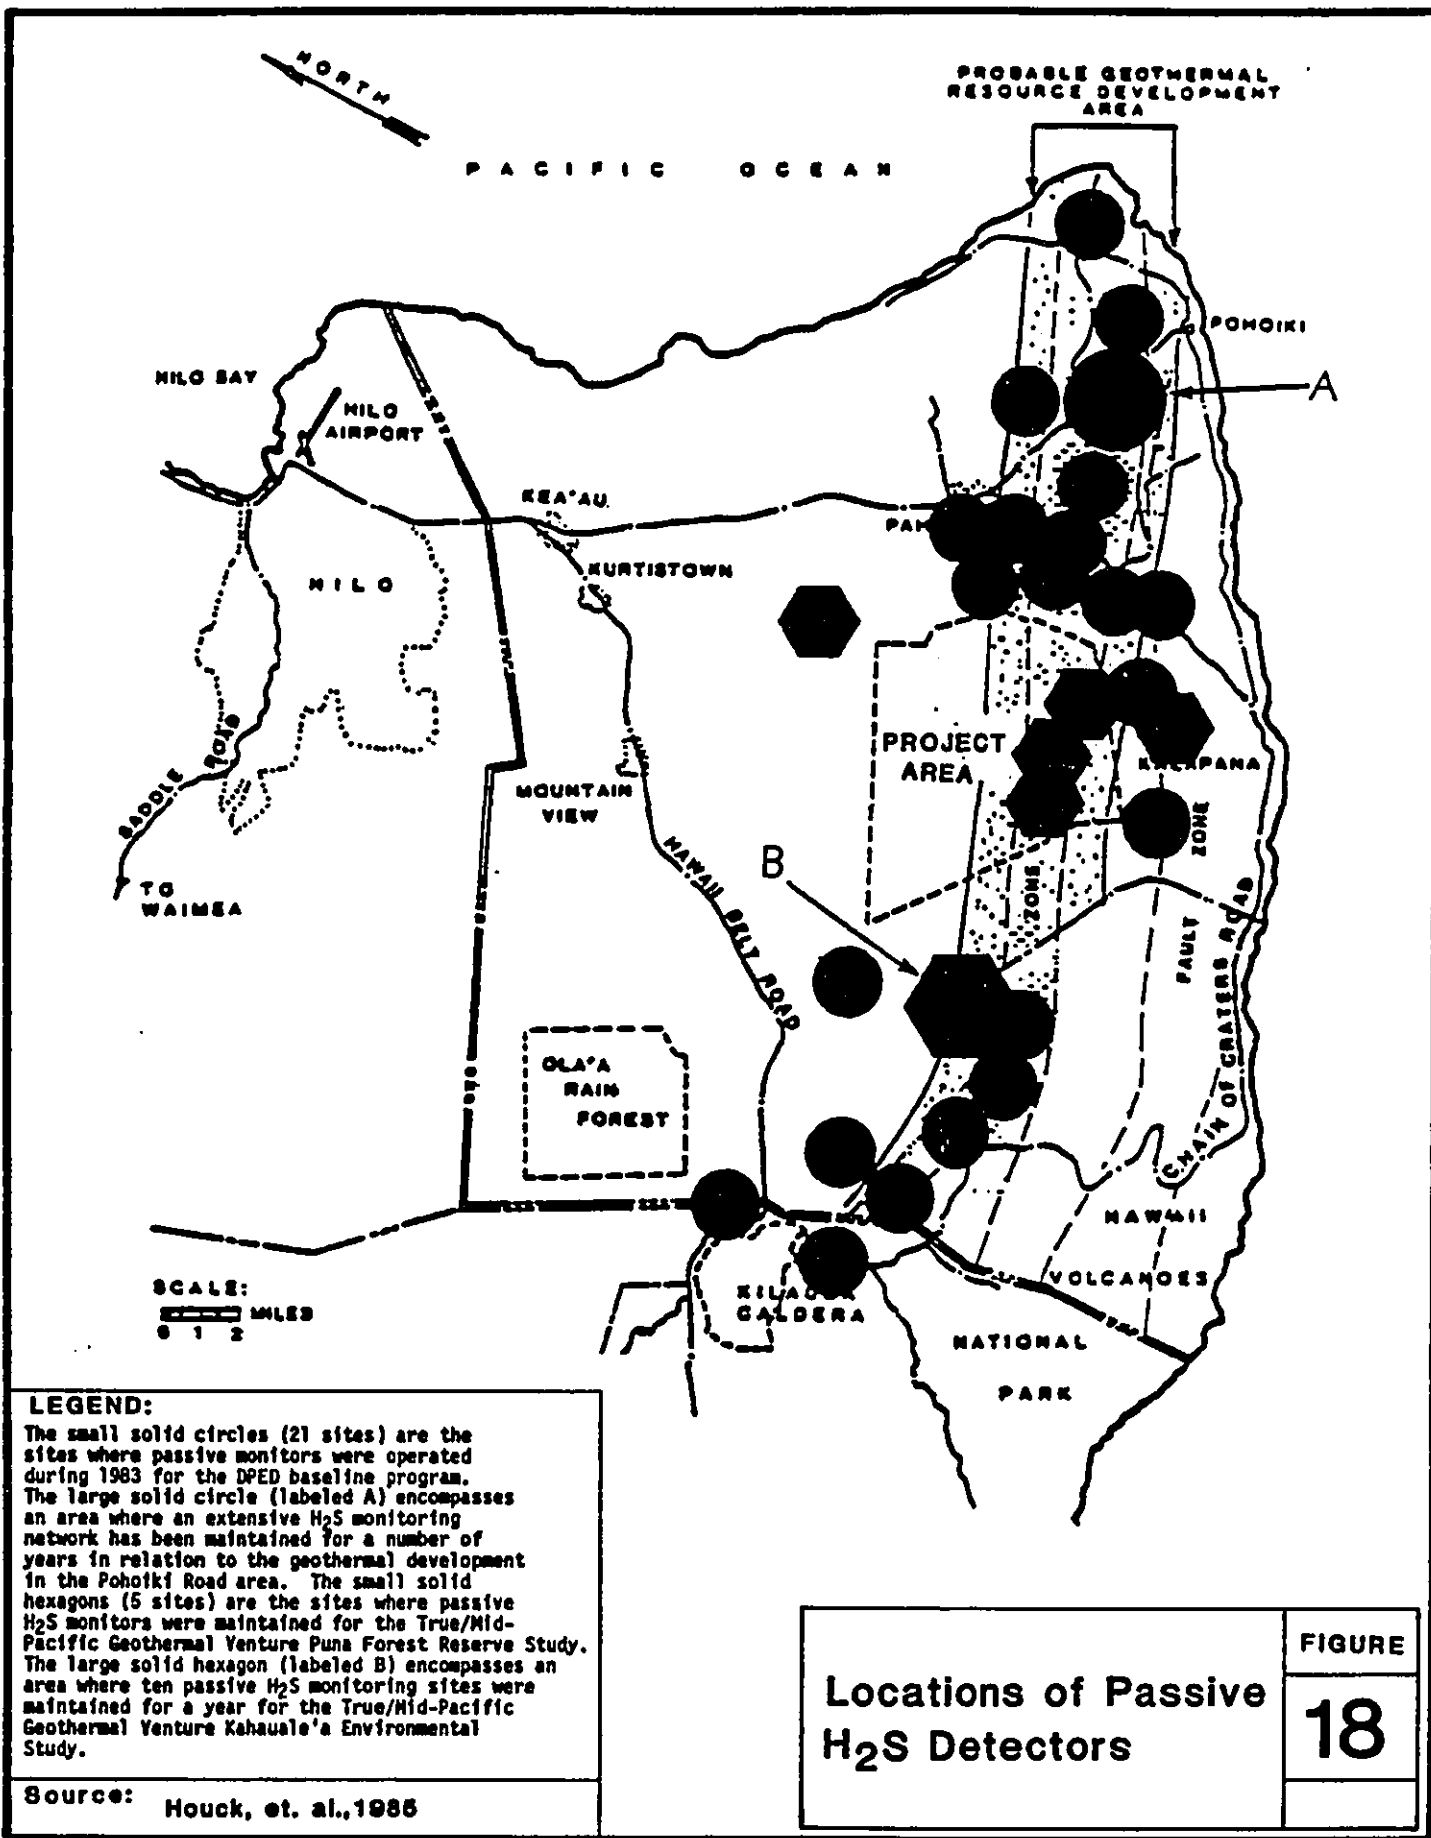 NORTH
PROBABLE GEOTHERMAL
RESOURCE DEVELOPMENT
AREA
PACIFIC OCEAN
POHOIKI
HILO BAY
HILO
AIRPORT
A
KEA'AU
PAH
KURTISTOWN
HILO
PROJECT
AREA
KALAPANA
SADDLE ROAD
MOUNTAIN
VIEW
ZONE
HAWAII BELT ROAD
B
ZONE
TO
WAIMEA
FAULT
CHAIN OF CRATERS ROAD
OLA'A
RAIN
FOREST
HAWAII
VOLCANOES
NATIONAL
PARK
KILAUEA
CALDERA
SCALE:
0 1 2 MILES
LEGEND:
The small solid circles (21 sites) are the
sites where passive monitors were operated
during 1983 for the DPED baseline program.
The large solid circle (labeled A) encompasses
an area where an extensive H2S monitoring
network has been maintained for a number of
years in relation to the geothermal development
in the Pohoiki Road area. The small solid
hexagons (5 sites) are the sites where passive
H2S monitors were maintained for the True/Mid-
Pacific Geothermal Venture Puna Forest Reserve Study.
The large solid hexagon (labeled B) encompasses an
area where ten passive H2S monitoring sites were
maintained for a year for the True/Mid-Pacific
Geothermal Venture Kahauale'a Environmental
Study.
Source: Houck, et. al.,1985
Locations of Passive
H2S Detectors
FIGURE
18